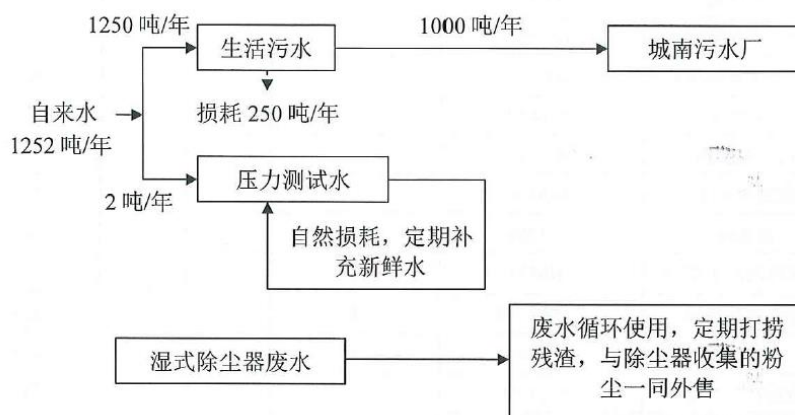 1250 吨/年
生活污水
1000 吨/年
城南污水厂
损耗 250 吨/年
自来水
1252 吨/年
2 吨/年
压力测试水
自然损耗，定期补
充新鲜水
湿式除尘器废水
废水循环使用，定期打捞
残渣，与除尘器收集的粉
尘一同外售